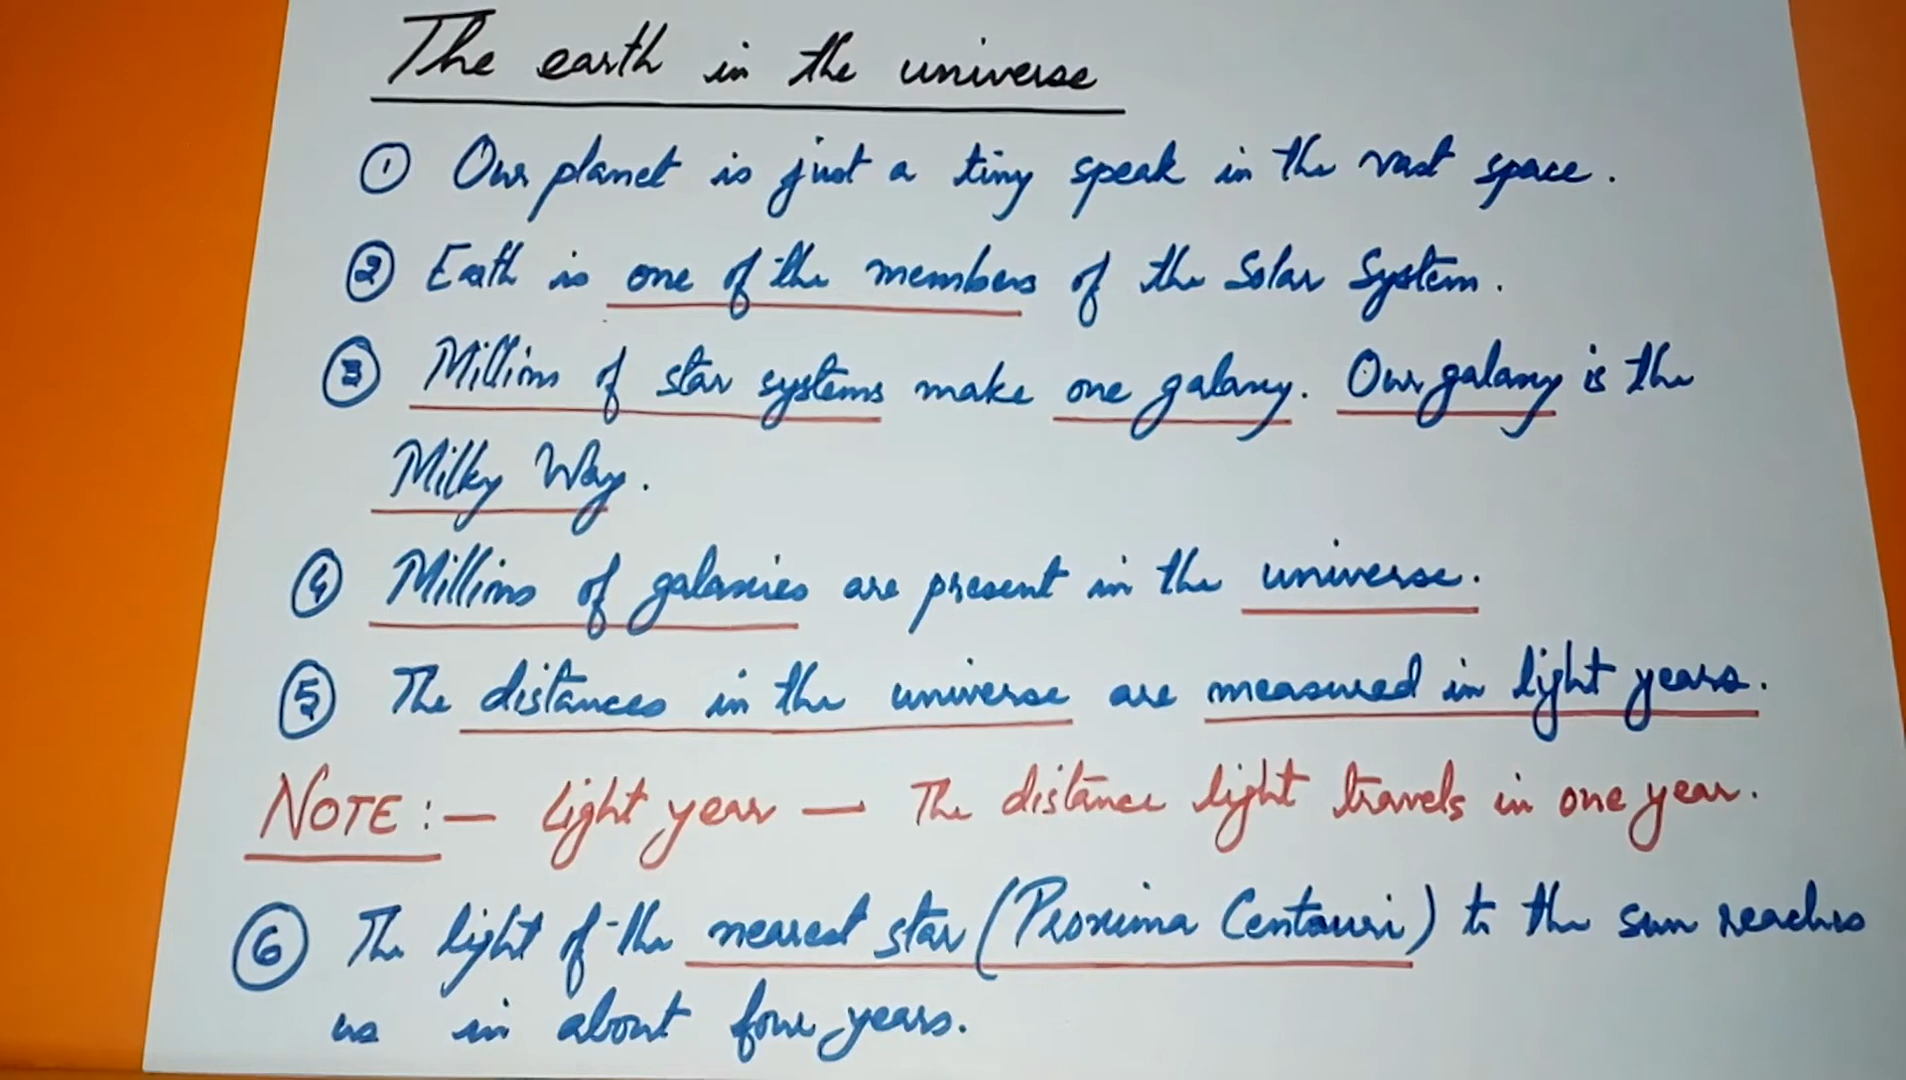 The earth in the universe
① Our planet is just a tiny speak in the vast space.
② Earth is one of the members of the Solar System.
③ Millions of star systems make one galaxy. Our galaxy is the
Milky Way.
④ Millions of galaxies are present in the universe.
⑤ The distances in the universe are measured in light years.
NOTE:— Light year — The distance light travels in one year.
⑥ The light of the nearest star (Proxima Centauri) to the sun reaches
us in about four years.